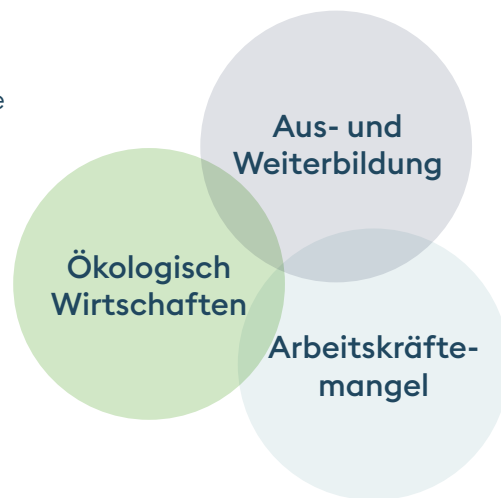 e
Aus- und
Weiterbildung
Ökologisch
Wirtschaften
Arbeitskräfte-
mangel